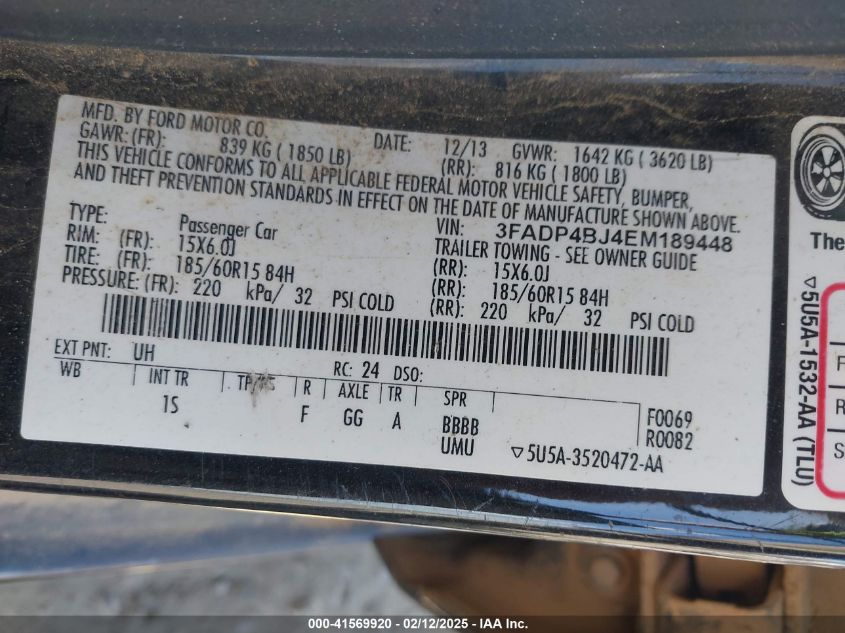 MFD. BY FORD MOTOR CO.
DATE: 12/13 GVWR: 1642 KG ( 3620 LB)
GAWR: (FR): 839 KG ( 1850 LB) (RR): 816 KG ( 1800 LB)
THIS VEHICLE CONFORMS TO ALL APPLICABLE FEDERAL MOTOR VEHICLE SAFETY, BUMPER,
AND THEFT PREVENTION STANDARDS IN EFFECT ON THE DATE OF MANUFACTURE SHOWN ABOVE.
VIN: 3FADP4BJ4EM189448
TYPE: Passenger Car TRAILER TOWING - SEE OWNER GUIDE
RIM: (FR): 15X6.0J (RR): 15X6.0J
TIRE: (FR): 185/60R15 84H (RR): 185/60R15 84H
PRESSURE: (FR): 220 kPa/ 32 PSI COLD (RR): 220 kPa/ 32 PSI COLD
EXT PNT: UH RC: 24 DSO:
WB INT TR TP/PS R AXLE TR SPR
1S F GG A BBBB F0069
UMU R0082
▽5U5A-3520472-AA
The
▽5U5A-1532-AA (TLU)
F
R
S
000-41569920 - 02/12/2025 - IAA Inc.